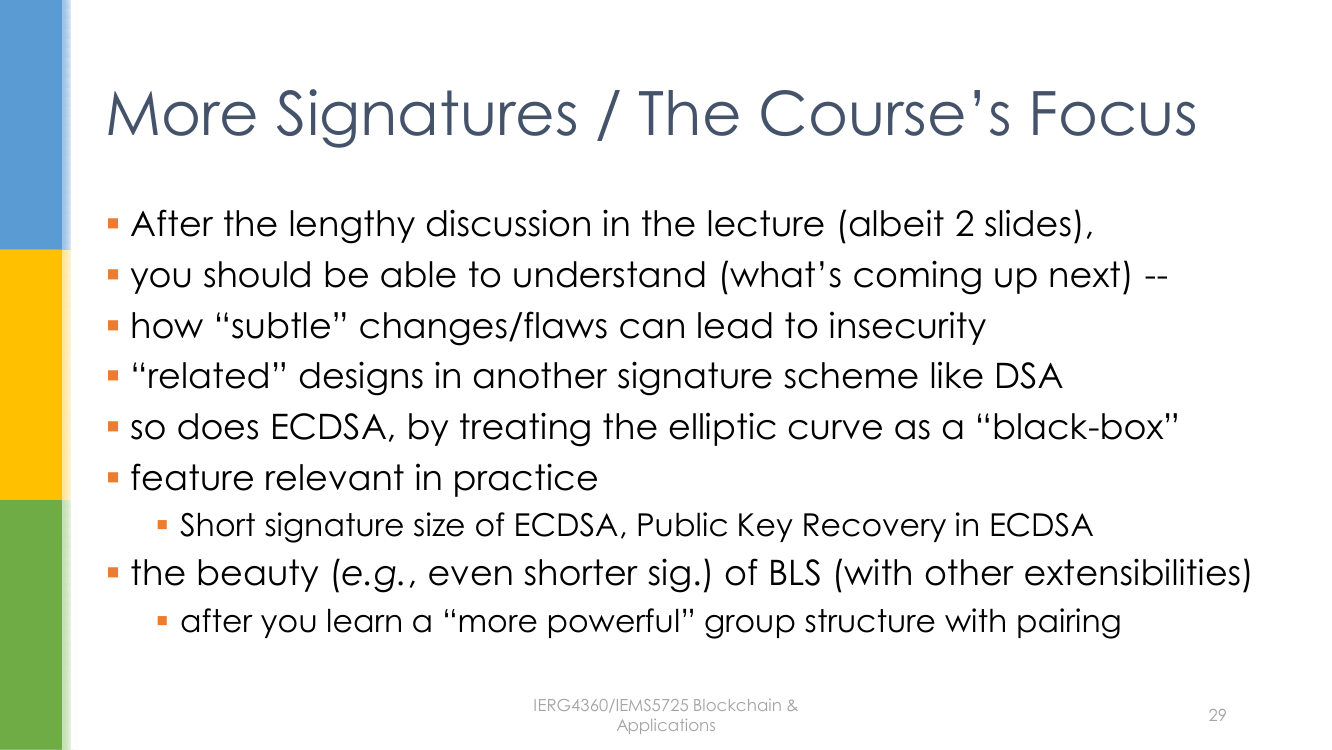 More Signatures / The Course’s Focus
After the lengthy discussion in the lecture (albeit 2 slides),
you should be able to understand (what’s coming up next) --
how “subtle” changes/flaws can lead to insecurity
“related” designs in another signature scheme like DSA
so does ECDSA, by treating the elliptic curve as a “black-box”
feature relevant in practice
Short signature size of ECDSA, Public Key Recovery in ECDSA
the beauty (e.g., even shorter sig.) of BLS (with other extensibilities)
after you learn a “more powerful” group structure with pairing
IERG4360/IEMS5725 Blockchain &
Applications
29